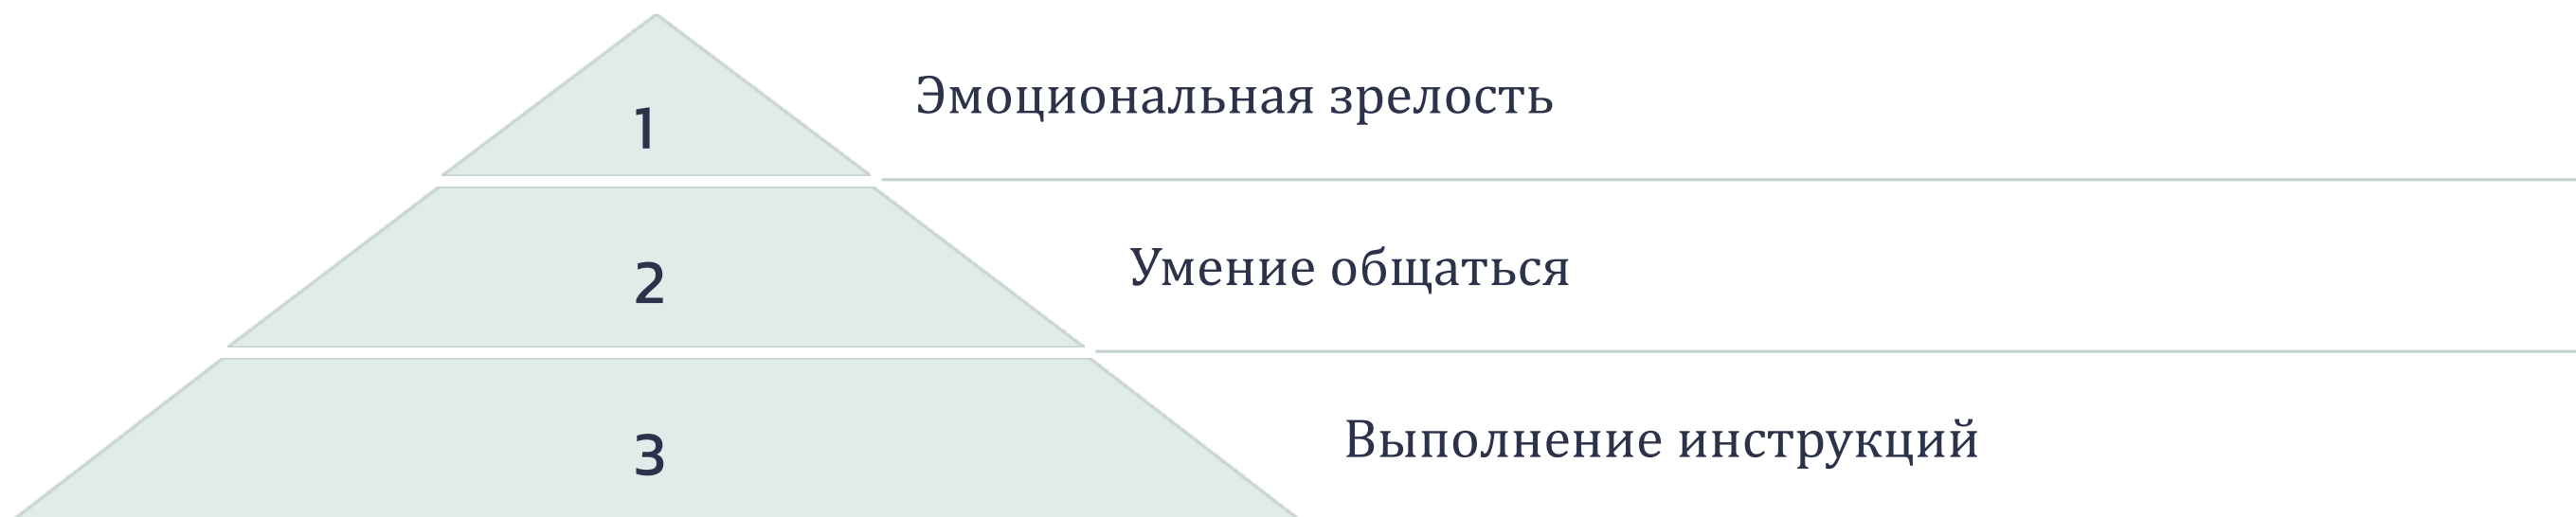 1
Эмоциональная зрелость
2
Умение общаться
3
Выполнение инструкций